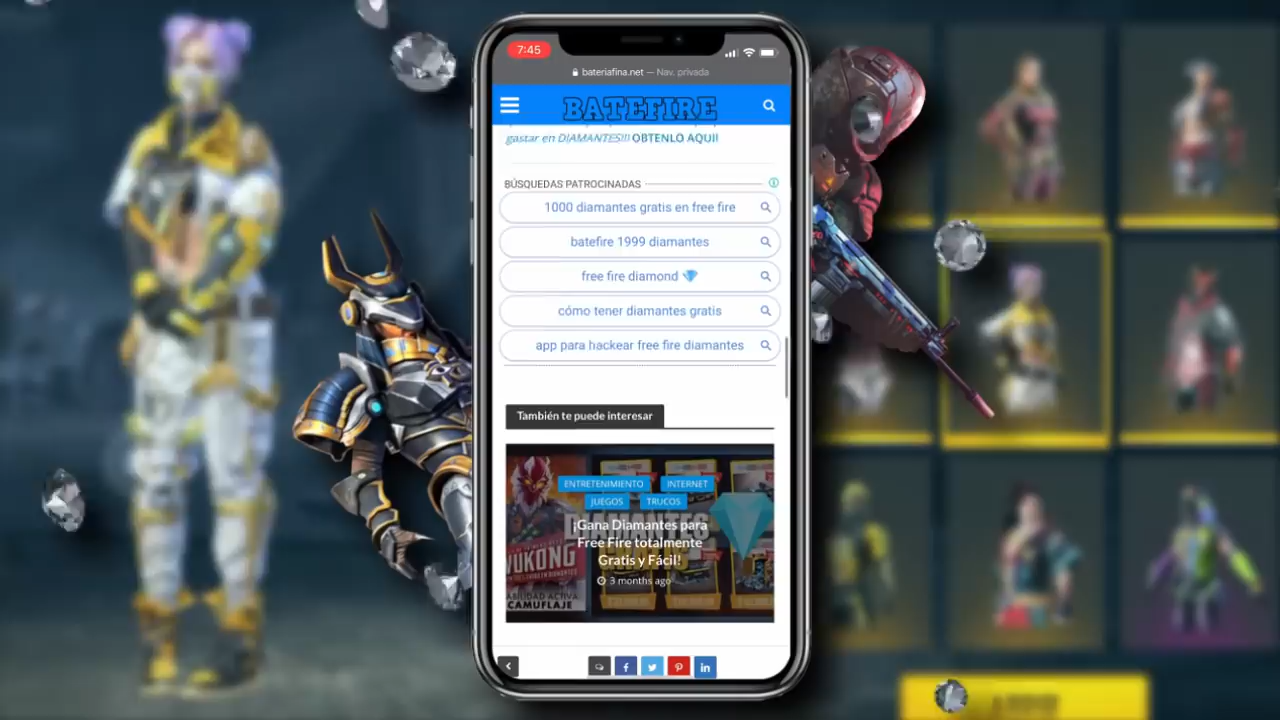 7:45
bateriafina.net — Nav. privada
BATEFIRE
gastar en DIAMANTES!!! OBTENLO AQUI!
BÚSQUEDAS PATROCINADAS
1000 diamantes gratis en free fire
batefire 1999 diamantes
free fire diamond
cómo tener diamantes gratis
app para hackear free fire diamantes
También te puede interesar
ENTRETENIMIENTO INTERNET
JUEGOS TRUCOS
DIAMANTES
GRATIS
¡Gana Diamantes para
Free Fire totalmente
Gratis y Fácil!
3 months ago
WUKONG
CAMUFLAJE